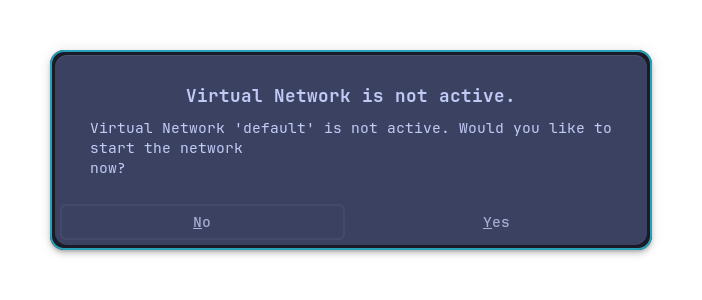 Virtual Network is not active.
Virtual Network 'default' is not active. Would you like to
start the network
now?
No
Yes